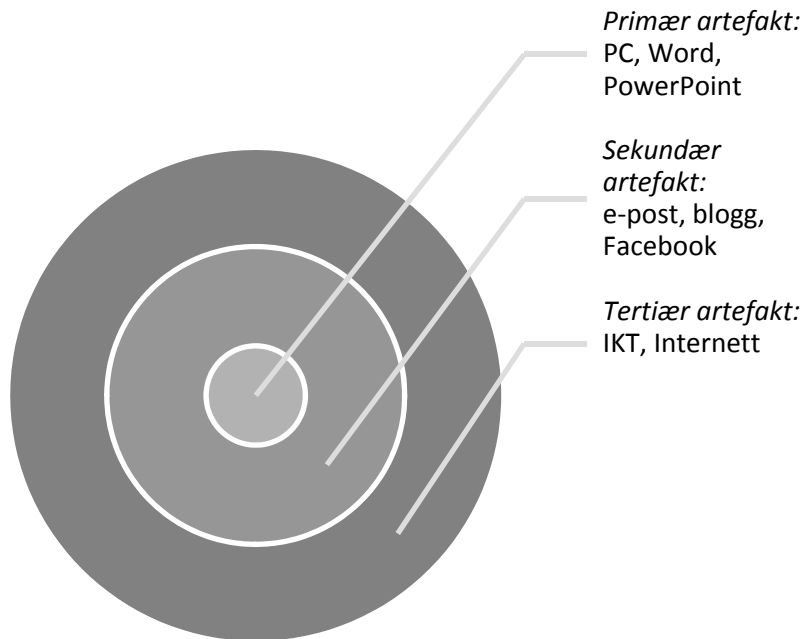 Primær artefakt:
PC, Word,
PowerPoint
Sekundær
artefakt:
e-post, blogg,
Facebook
Tertiær artefakt:
IKT, Internett